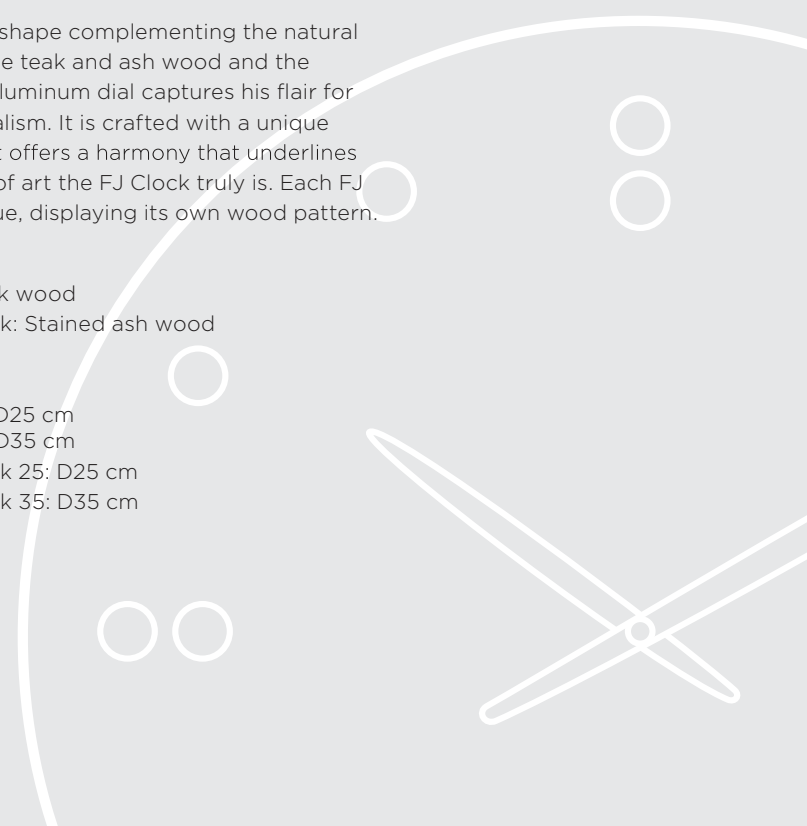 shape complementing the natural
e teak and ash wood and the
luminum dial captures his flair for
alism. It is crafted with a unique
t offers a harmony that underlines
of art the FJ Clock truly is. Each FJ
ue, displaying its own wood pattern.
k wood
k: Stained ash wood
D25 cm
D35 cm
k 25: D25 cm
k 35: D35 cm